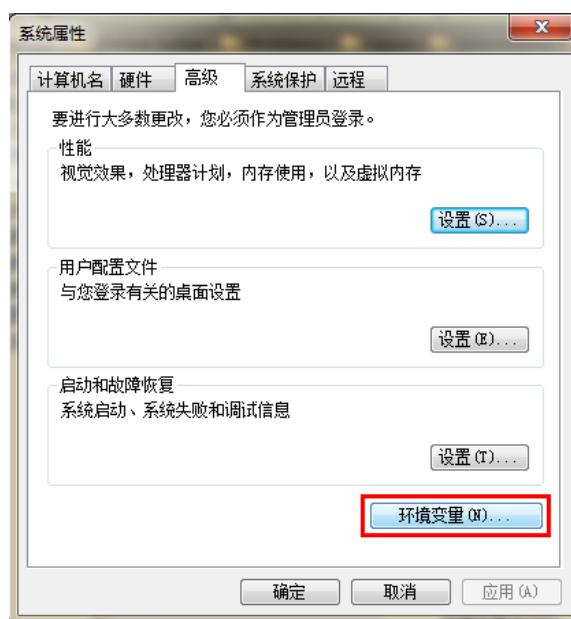 系统属性
计算机名 硬件 高级 系统保护 远程
要进行大多数更改，您必须作为管理员登录。
性能
视觉效果，处理器计划，内存使用，以及虚拟内存
设置(S)...
用户配置文件
与您登录有关的桌面设置
设置(E)...
启动和故障恢复
系统启动、系统失败和调试信息
设置(T)...
环境变量(N)...
确定 取消 应用(A)